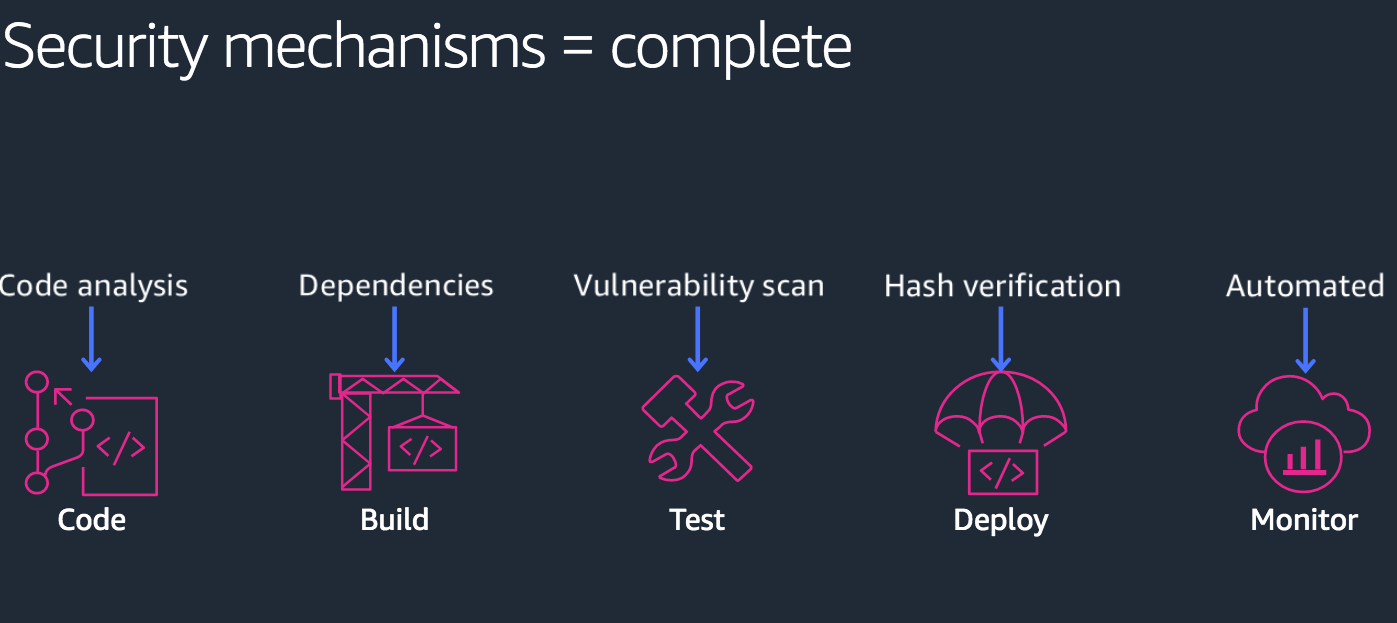 Security mechanisms = complete
Code analysis
Dependencies
Vulnerability scan
Hash verification
Automated
</>
</>
</>
Code
Build
Test
Deploy
Monitor